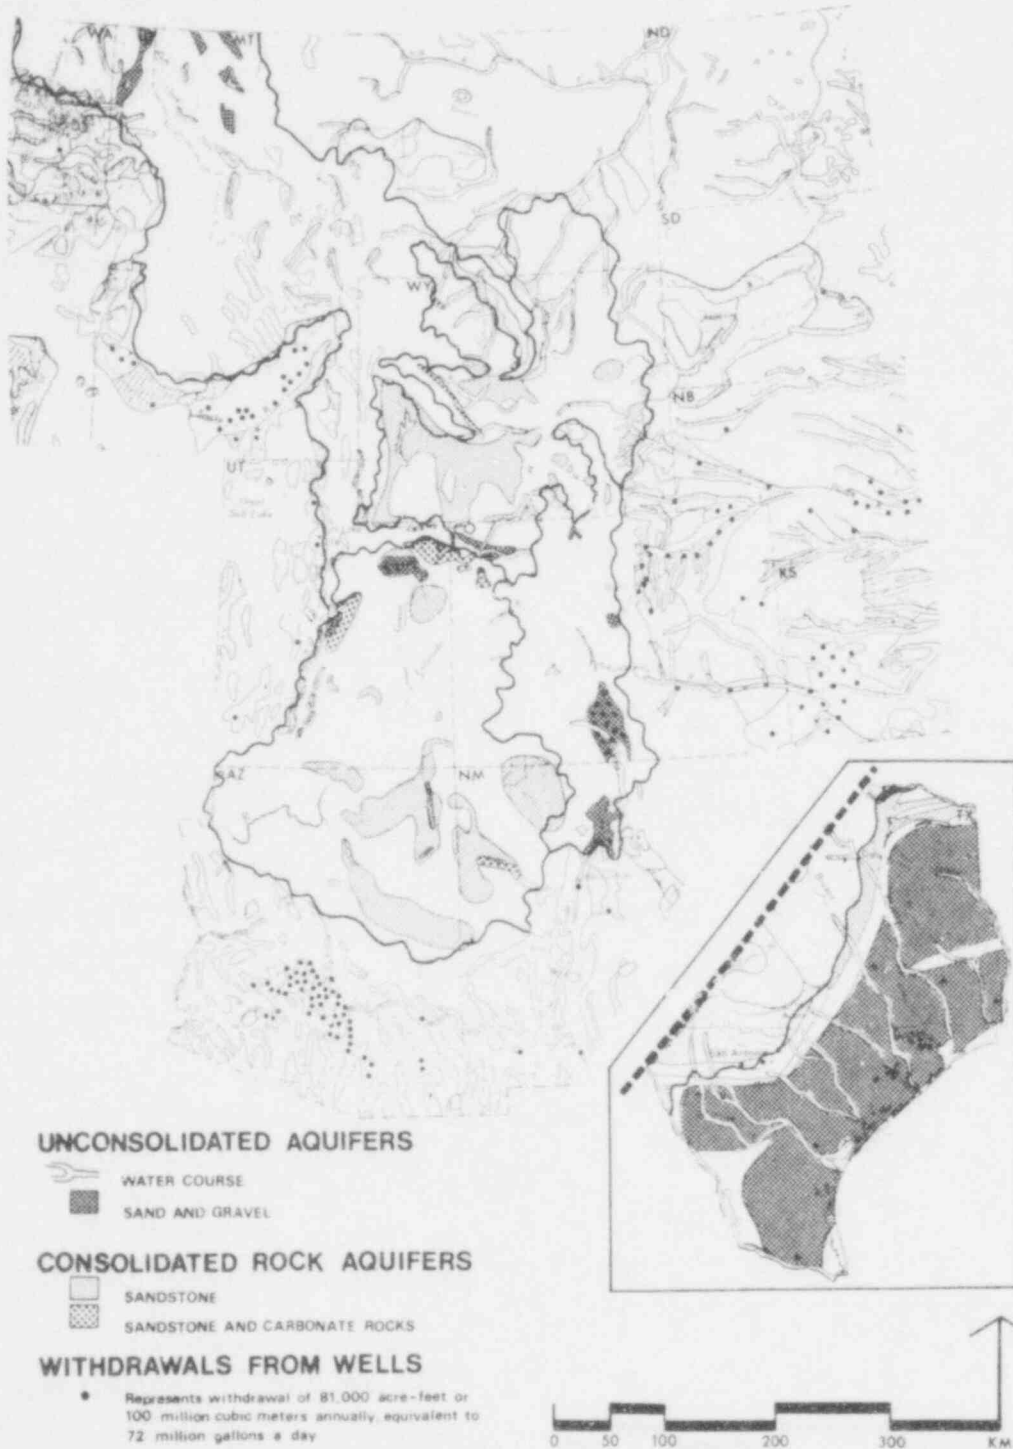 WA
MT
ND
SD
WY
NB
UT
KS
AZ
NM
TX
UNCONSOLIDATED AQUIFERS
WATER COURSE
SAND AND GRAVEL
CONSOLIDATED ROCK AQUIFERS
SANDSTONE
SANDSTONE AND CARBONATE ROCKS
WITHDRAWALS FROM WELLS
Represents withdrawal of 81,000 acre-feet or
100 million cubic meters annually, equivalent to
72 million gallons a day
0 50 100 200 300 KM